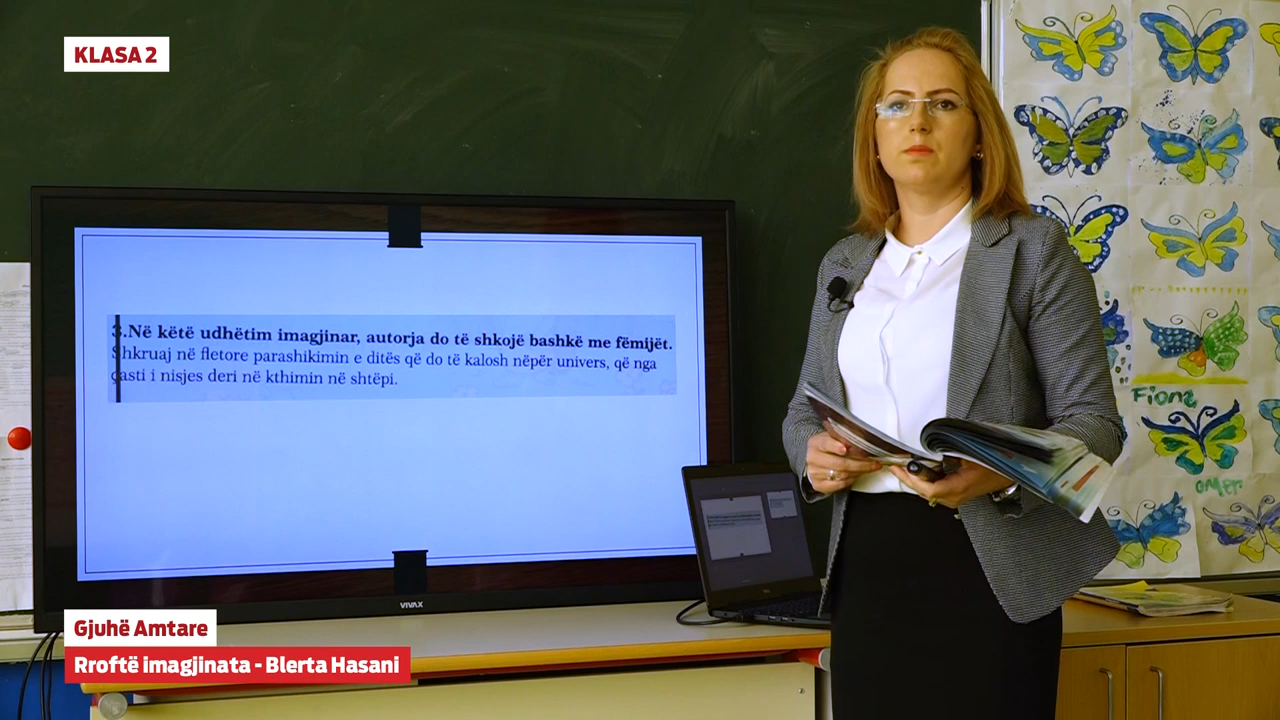 KLASA 2
3.Në këtë udhëtim imagjinar, autorja do të shkojë bashkë me fëmijët.
Shkruaj në fletore parashikimin e ditës që do të kalosh nëpër univers, që nga
çasti i nisjes deri në kthimin në shtëpi.
VIVAX
Fiona
omer
Gjuhë Amtare
Rroftë imagjinata - Blerta Hasani